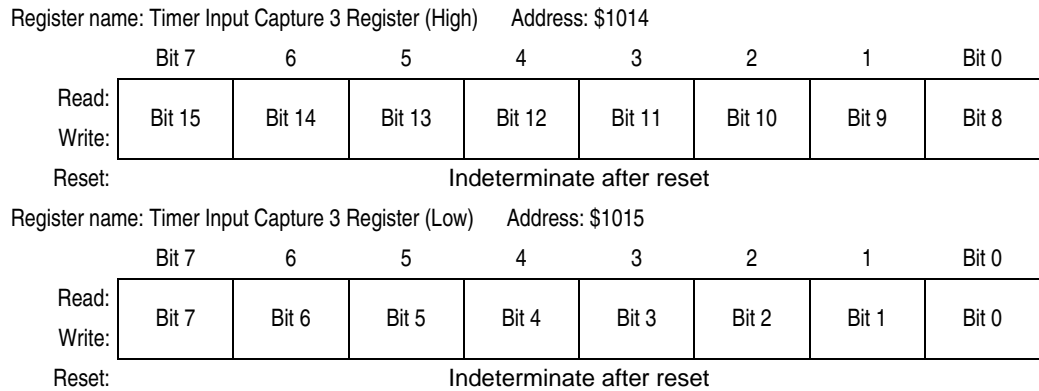 Register name: Timer Input Capture 3 Register (High) Address: $1014
Bit 7 6 5 4 3 2 1 Bit 0
Read:
Bit 15 Bit 14 Bit 13 Bit 12 Bit 11 Bit 10 Bit 9 Bit 8
Write:
Reset: Indeterminate after reset
Register name: Timer Input Capture 3 Register (Low) Address: $1015
Bit 7 6 5 4 3 2 1 Bit 0
Read:
Bit 7 Bit 6 Bit 5 Bit 4 Bit 3 Bit 2 Bit 1 Bit 0
Write:
Reset: Indeterminate after reset